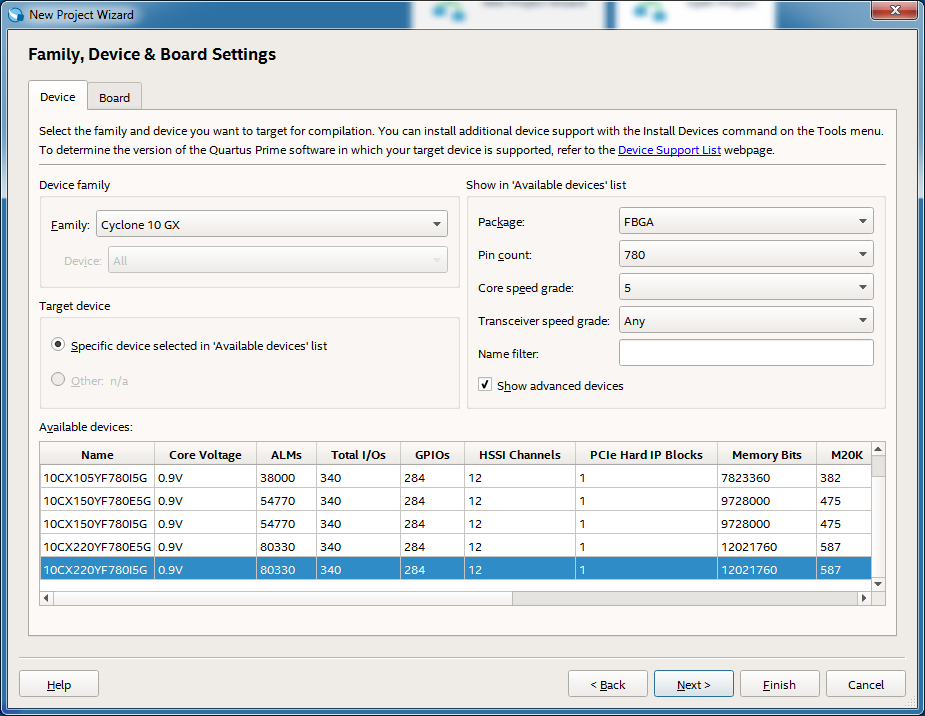 New Project Wizard
Family, Device & Board Settings
Device
Board
Select the family and device you want to target for compilation. You can install additional device support with the Install Devices command on the Tools menu.
To determine the version of the Quartus Prime software in which your target device is supported, refer to the Device Support List webpage.
Device family
Family: Cyclone 10 GX
Device: All
Target device
Specific device selected in 'Available devices' list
Other: n/a
Show in 'Available devices' list
Package: FBGA
Pin count: 780
Core speed grade: 5
Transceiver speed grade: Any
Name filter:
Show advanced devices
Available devices:
Name Core Voltage ALMs Total I/Os GPIOs HSSI Channels PCIe Hard IP Blocks Memory Bits M20K
10CX105YF780I5G 0.9V 38000 340 284 12 1 7823360 382
10CX150YF780E5G 0.9V 54770 340 284 12 1 9728000 475
10CX150YF780I5G 0.9V 54770 340 284 12 1 9728000 475
10CX220YF780E5G 0.9V 80330 340 284 12 1 12021760 587
10CX220YF780I5G 0.9V 80330 340 284 12 1 12021760 587
Help
< Back
Next >
Finish
Cancel